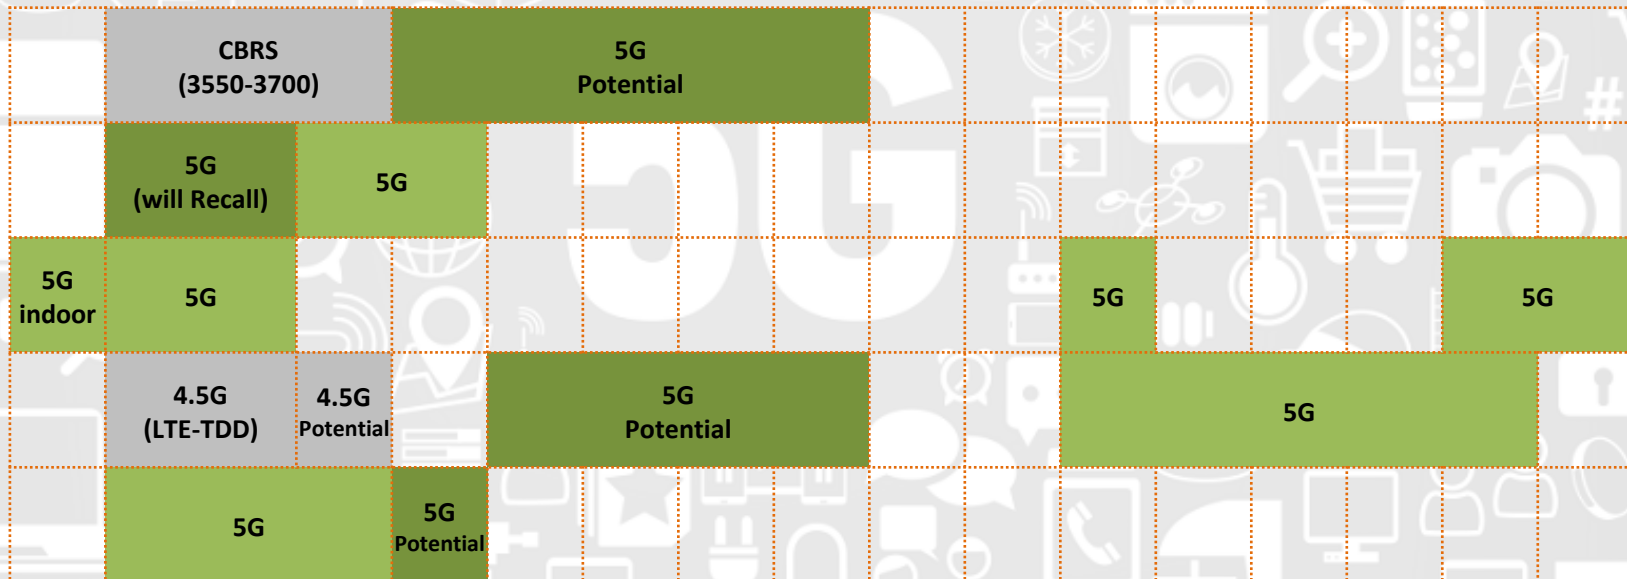 CBRS
(3550-3700)
5G
Potential
5G
(will Recall)
5G
5G
indoor
5G
5G
5G
4.5G
(LTE-TDD)
4.5G
Potential
5G
Potential
5G
5G
5G
Potential
5G
#